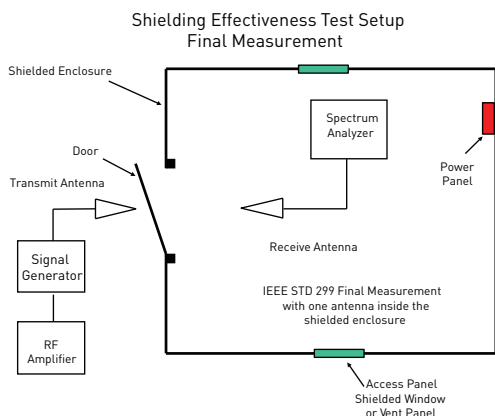 Shielding Effectiveness Test Setup
Final Measurement
Shielded Enclosure
Spectrum
Analyzer
Door
Power
Panel
Transmit Antenna
Receive Antenna
Signal
Generator
IEEE STD 299 Final Measurement
with one antenna inside the
shielded enclosure
RF
Amplifier
Access Panel
Shielded Window
or Vent Panel